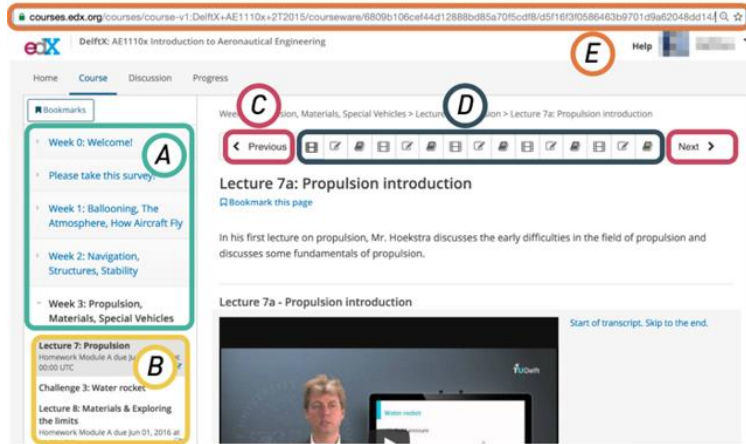 courses.edx.org/courses/course-v1:DelftX+AE1110x+2T2015/courseware/6809b106cef44d12888bd85a70f5cdf8/d5f16f3f0586463b9701d9a62048dd14/
edX DelftX: AE1110x Introduction to Aeronautical Engineering
E
Help
Home Course Discussion Progress
Bookmarks
A
Week 0: Welcome!
Please take this survey!
Week 1: Ballooning, The
Atmosphere, How Aircraft Fly
Week 2: Navigation,
Structures, Stability
Week 3: Propulsion,
Materials, Special Vehicles
B
Lecture 7: Propulsion
Homework Module A due Jun at
00:00 UTC
Challenge 3: Water rocket
Lecture 8: Materials & Exploring
the limits
Homework Module A due Jun 01, 2016 at
C
D
Materials, Special Vehicles > Lecture 7a: Propulsion introduction
Previous
Next
Lecture 7a: Propulsion introduction
Bookmark this page
In his first lecture on propulsion, Mr. Hoekstra discusses the early difficulties in the field of propulsion and
discusses some fundamentals of propulsion.
Lecture 7a - Propulsion introduction
Start of transcript. Skip to the end.
TUDelft
Water rocket
pressure